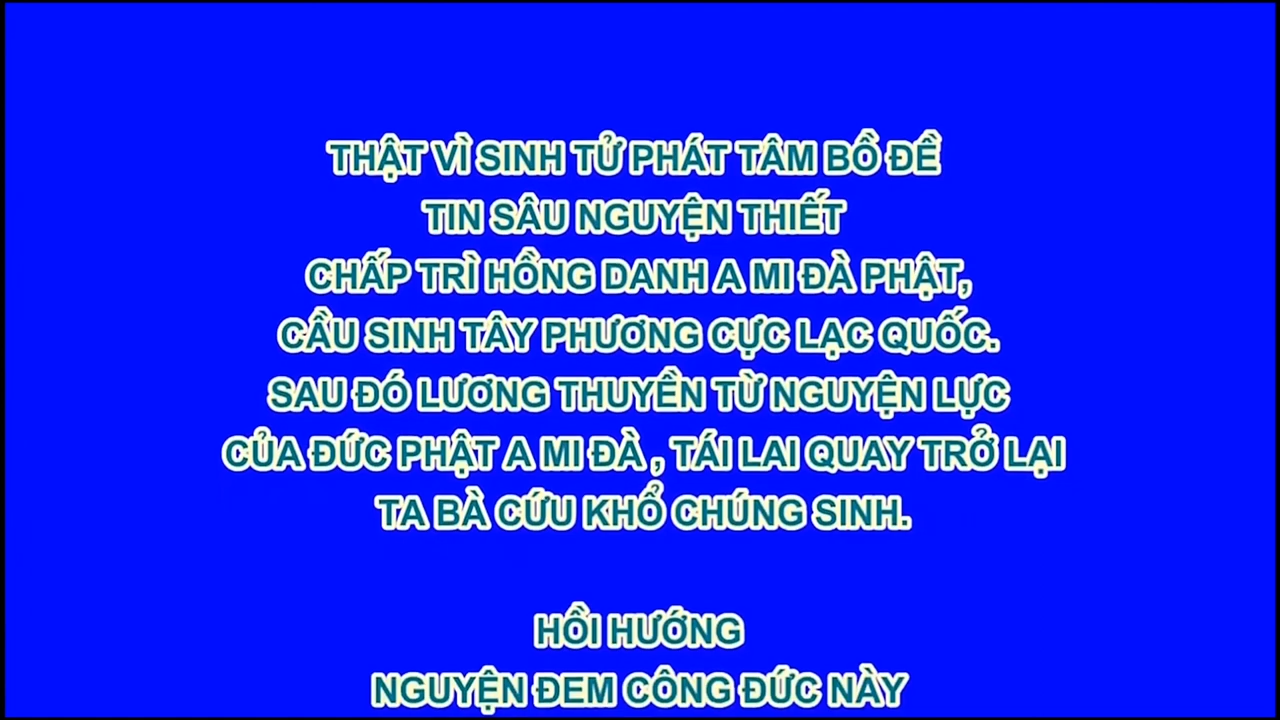 THẬT VÌ SINH TỬ PHÁT TÂM BỒ ĐỀ
TIN SÂU NGUYỆN THIẾT
CHẤP TRÌ HỒNG DANH A MI ĐÀ PHẬT,
CẦU SINH TÂY PHƯƠNG CỰC LẠC QUỐC.
SAU ĐÓ LƯƠNG THUYỀN TỪ NGUYỆN LỰC
CỦA ĐỨC PHẬT A MI ĐÀ , TÁI LAI QUAY TRỞ LẠI
TA BÀ CỨU KHỔ CHÚNG SINH.
HỒI HƯỚNG
NGUYỆN ĐEM CÔNG ĐỨC NÀY